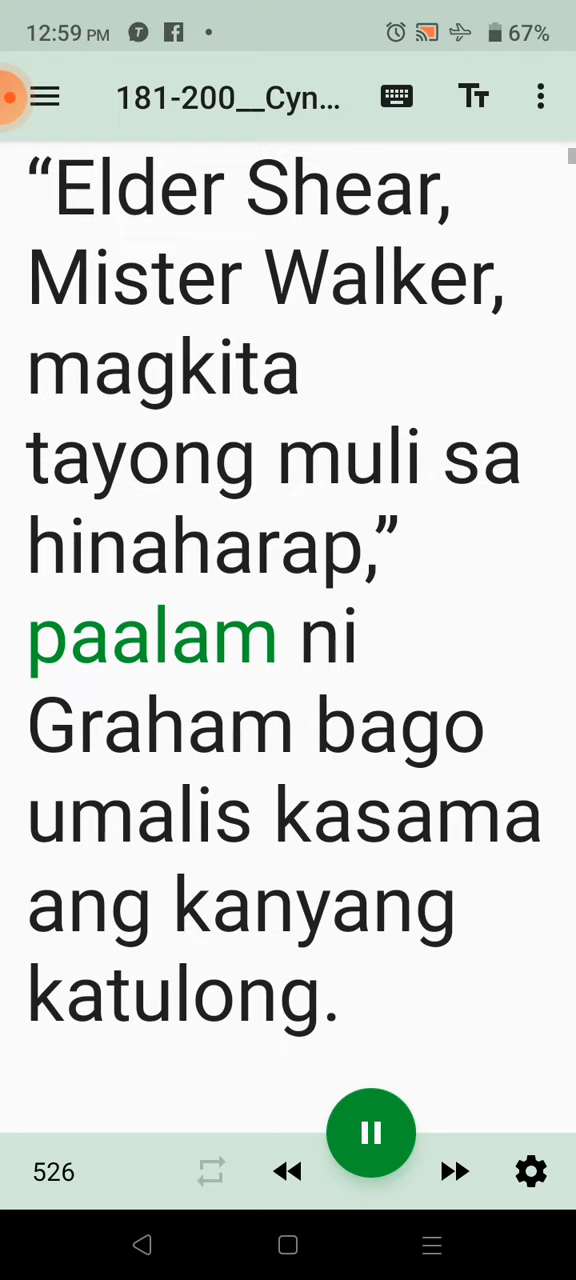 12:59 PM
67%
181-200__Cyn...
Tт
“Elder Shear,
Mister Walker,
magkita
tayong muli sa
hinaharap,”
paalam ni
Graham bago
umalis kasama
ang kanyang
katulong.
526